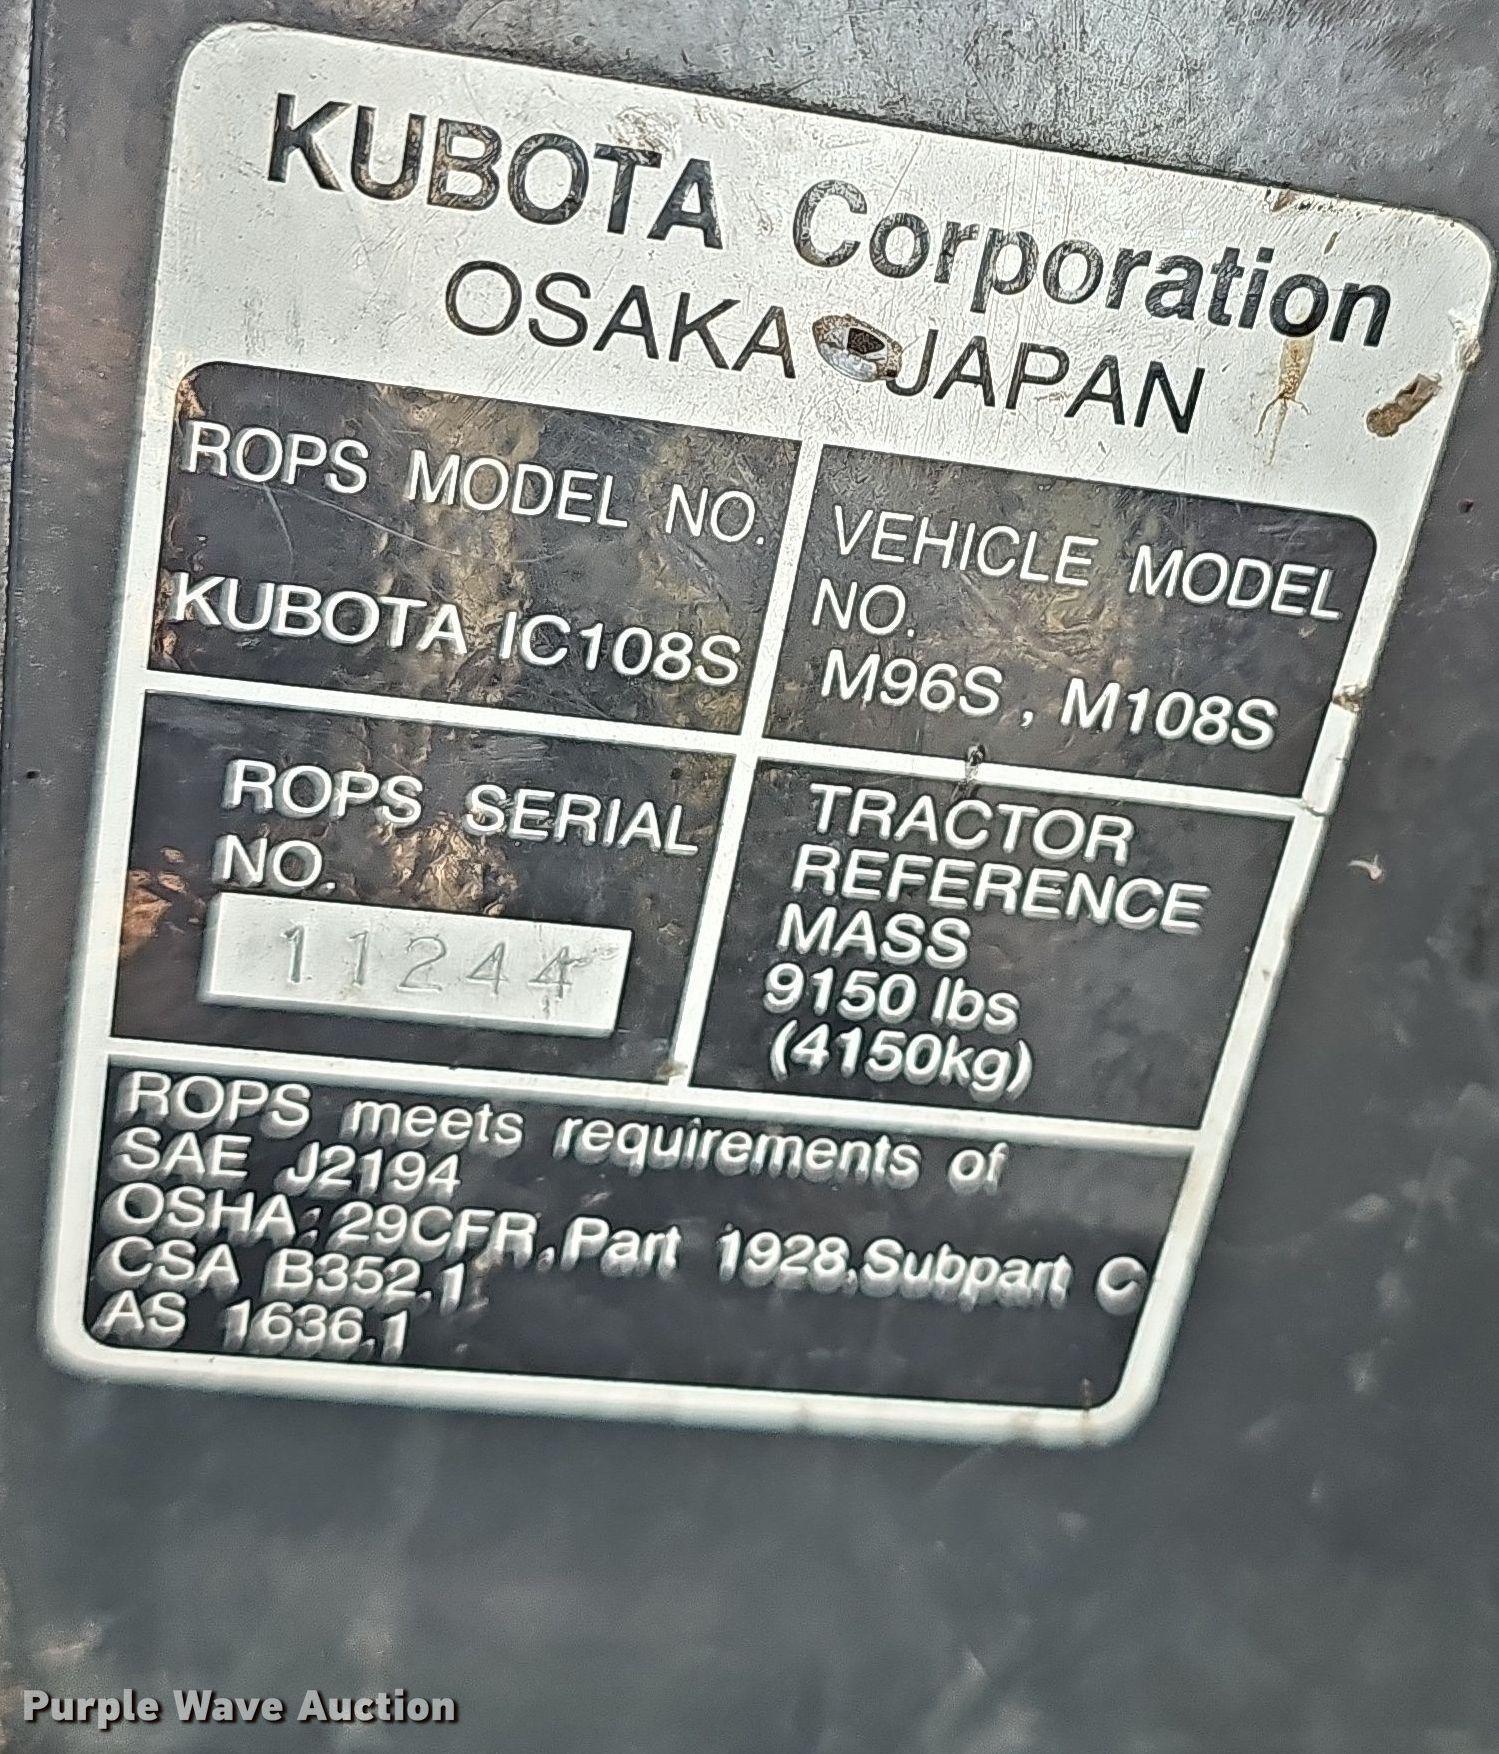 KUBOTA Corporation
OSAKA JAPAN
ROPS MODEL NO.
KUBOTA IC108S
VEHICLE MODEL
NO.
M96S , M108S
ROPS SERIAL
NO.
11244
TRACTOR
REFERENCE
MASS
9150 lbs
(4150kg)
ROPS meets requirements of
SAE J2194
OSHA;29CFR,Part 1928,Subpart C
CSA B352.1
AS 1636.1
Purple Wave Auction